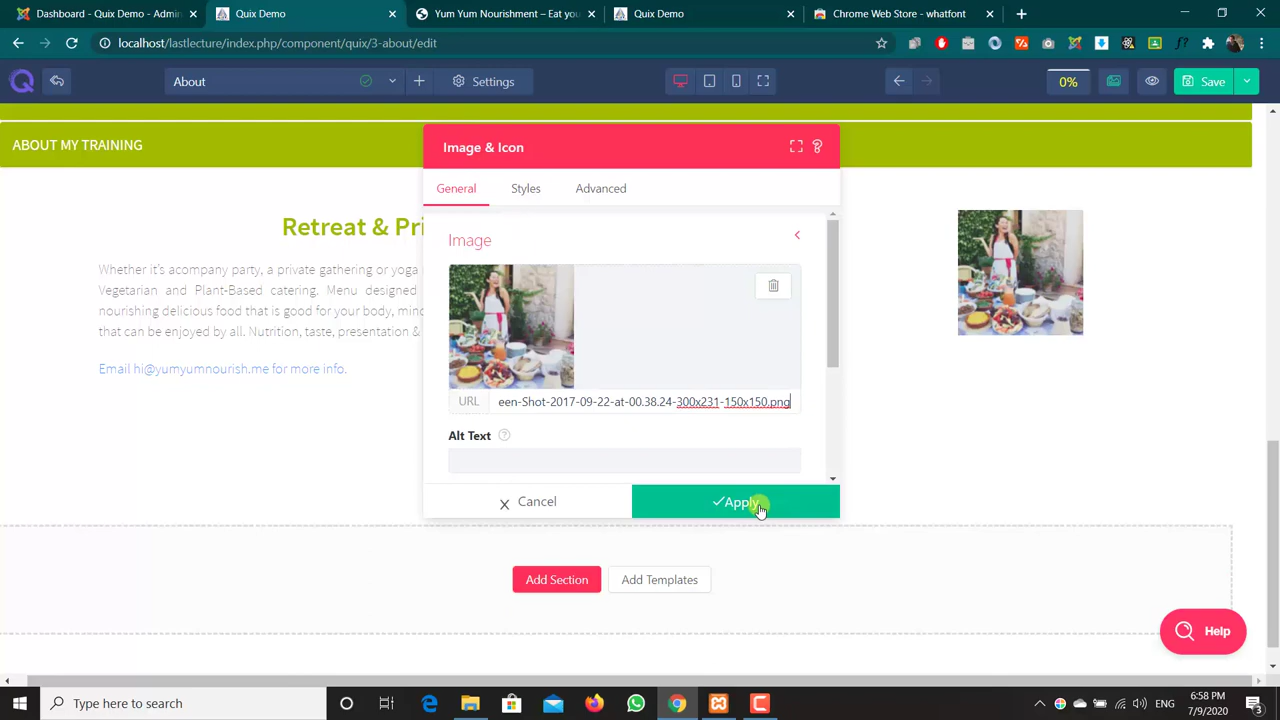 Dashboard - Quix Demo - Admin
Quix Demo
Yum Yum Nourishment – Eat you
Quix Demo
Chrome Web Store - whatfont
localhost/lastlecture/index.php/component/quix/3-about/edit
About
Settings
0%
Save
ABOUT MY TRAINING
Image & Icon
General
Styles
Advanced
Retreat & Pri
Whether it's acompany party, a private gathering or yoga
Vegetarian and Plant-Based catering. Menu designed
nourishing delicious food that is good for your body, min
that can be enjoyed by all. Nutrition, taste, presentation &
Email hi@yumyumnourish.me for more info.
Image
URL
een-Shot-2017-09-22-at-00.38.24-300x231-150x150.png
Alt Text
Cancel
Apply
Add Section
Add Templates
Help
Type here to search
6:58 PM
7/9/2020
3